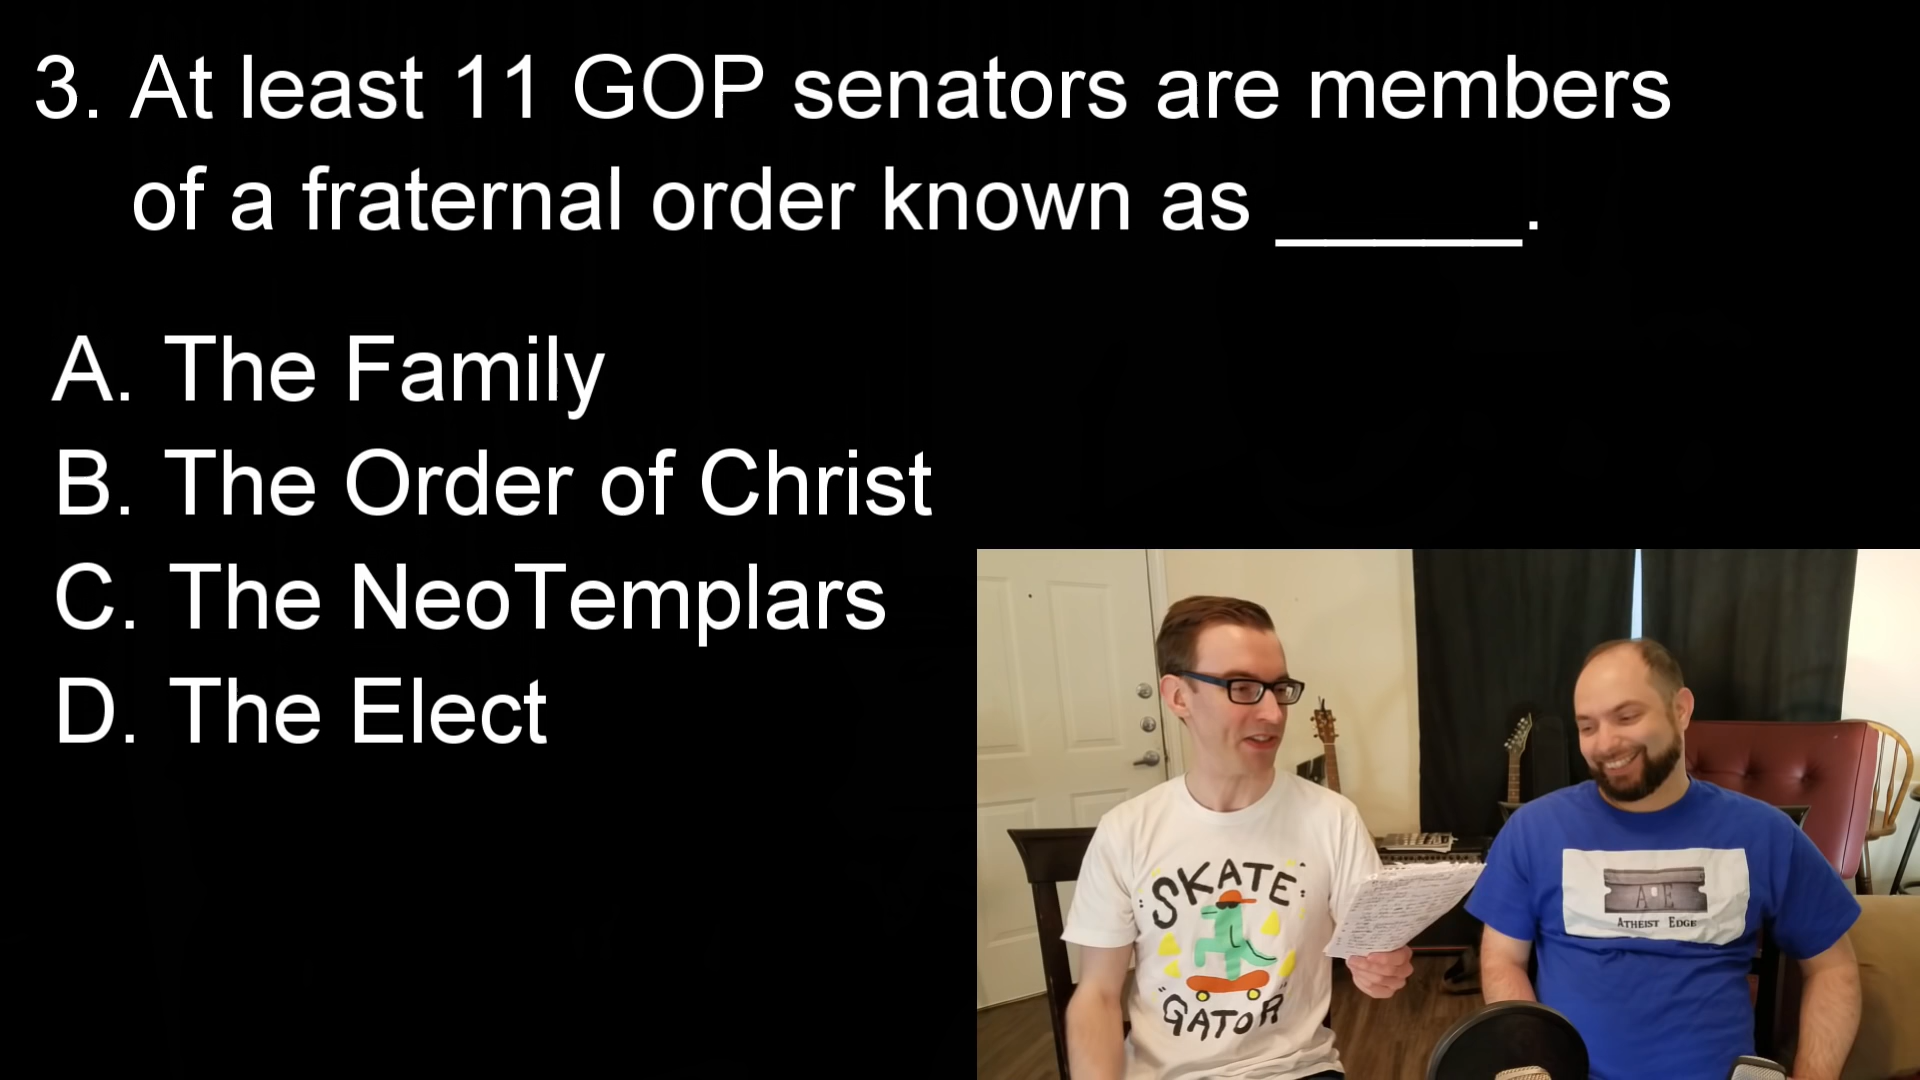 3. At least 11 GOP senators are members
of a fraternal order known as _____.
A. The Family
B. The Order of Christ
C. The NeoTemplars
D. The Elect
SKATE
GATOR
A E
ATHEIST EDGE